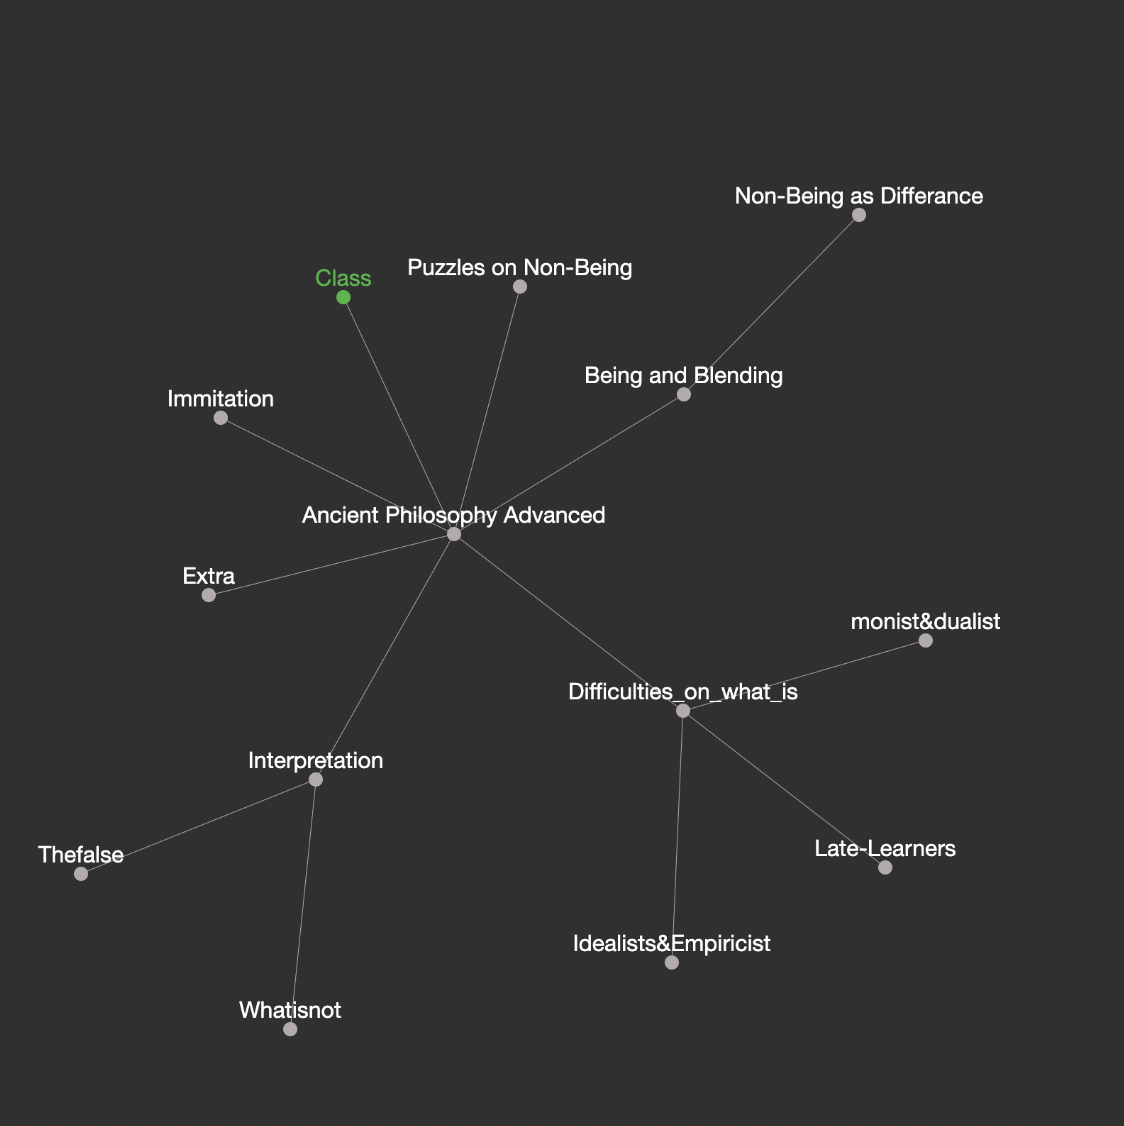 Non-Being as Differance
Puzzles on Non-Being
Class
Being and Blending
Immitation
Ancient Philosophy Advanced
Extra
monist&dualist
Difficulties_on_what_is
Interpretation
Late-Learners
Thefalse
Idealists&Empiricist
Whatisnot